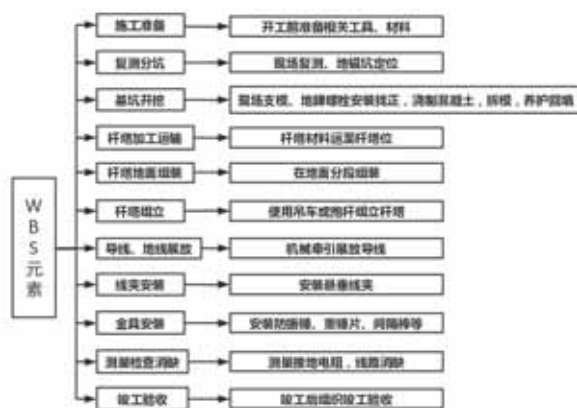 施工准备
开工前准备相关工具、材料
复测分坑
现场复测、地锚坑定位
基坑开挖
现场支模、地脚螺栓安装找正，浇制混凝土，拆模，养护回填
杆塔加工运输
杆塔材料运至杆塔位
杆塔地面组装
在地面分段组装
WBS元素
杆塔组立
使用吊车或抱杆组立杆塔
导线、地线展放
机械牵引展放导线
线夹安装
安装悬垂线夹
金具安装
安装防振锤、重锤片、间隔棒等
测量检查消缺
测量接地电阻，线路消缺
竣工验收
竣工后组织竣工验收